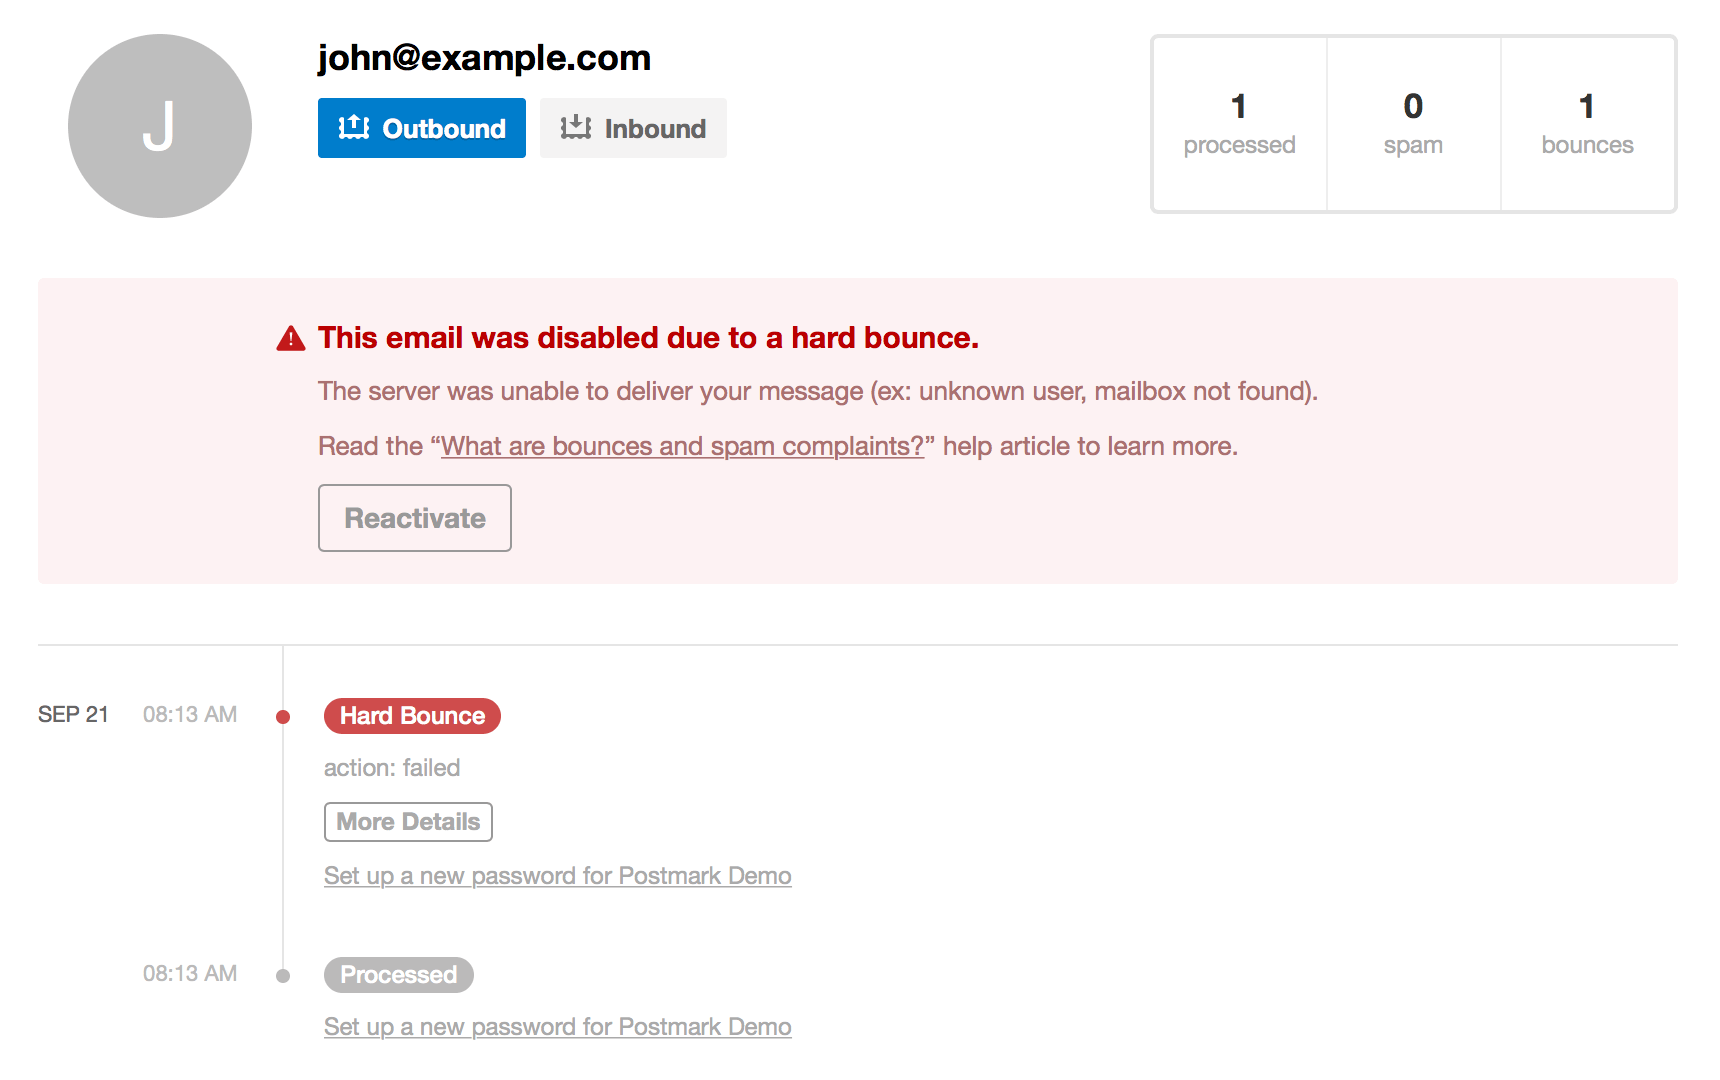 J
john@example.com
Outbound
Inbound
1
processed
0
spam
1
bounces
This email was disabled due to a hard bounce.
The server was unable to deliver your message (ex: unknown user, mailbox not found).
Read the “What are bounces and spam complaints?” help article to learn more.
Reactivate
SEP 21 08:13 AM Hard Bounce
action: failed
More Details
Set up a new password for Postmark Demo
08:13 AM Processed
Set up a new password for Postmark Demo